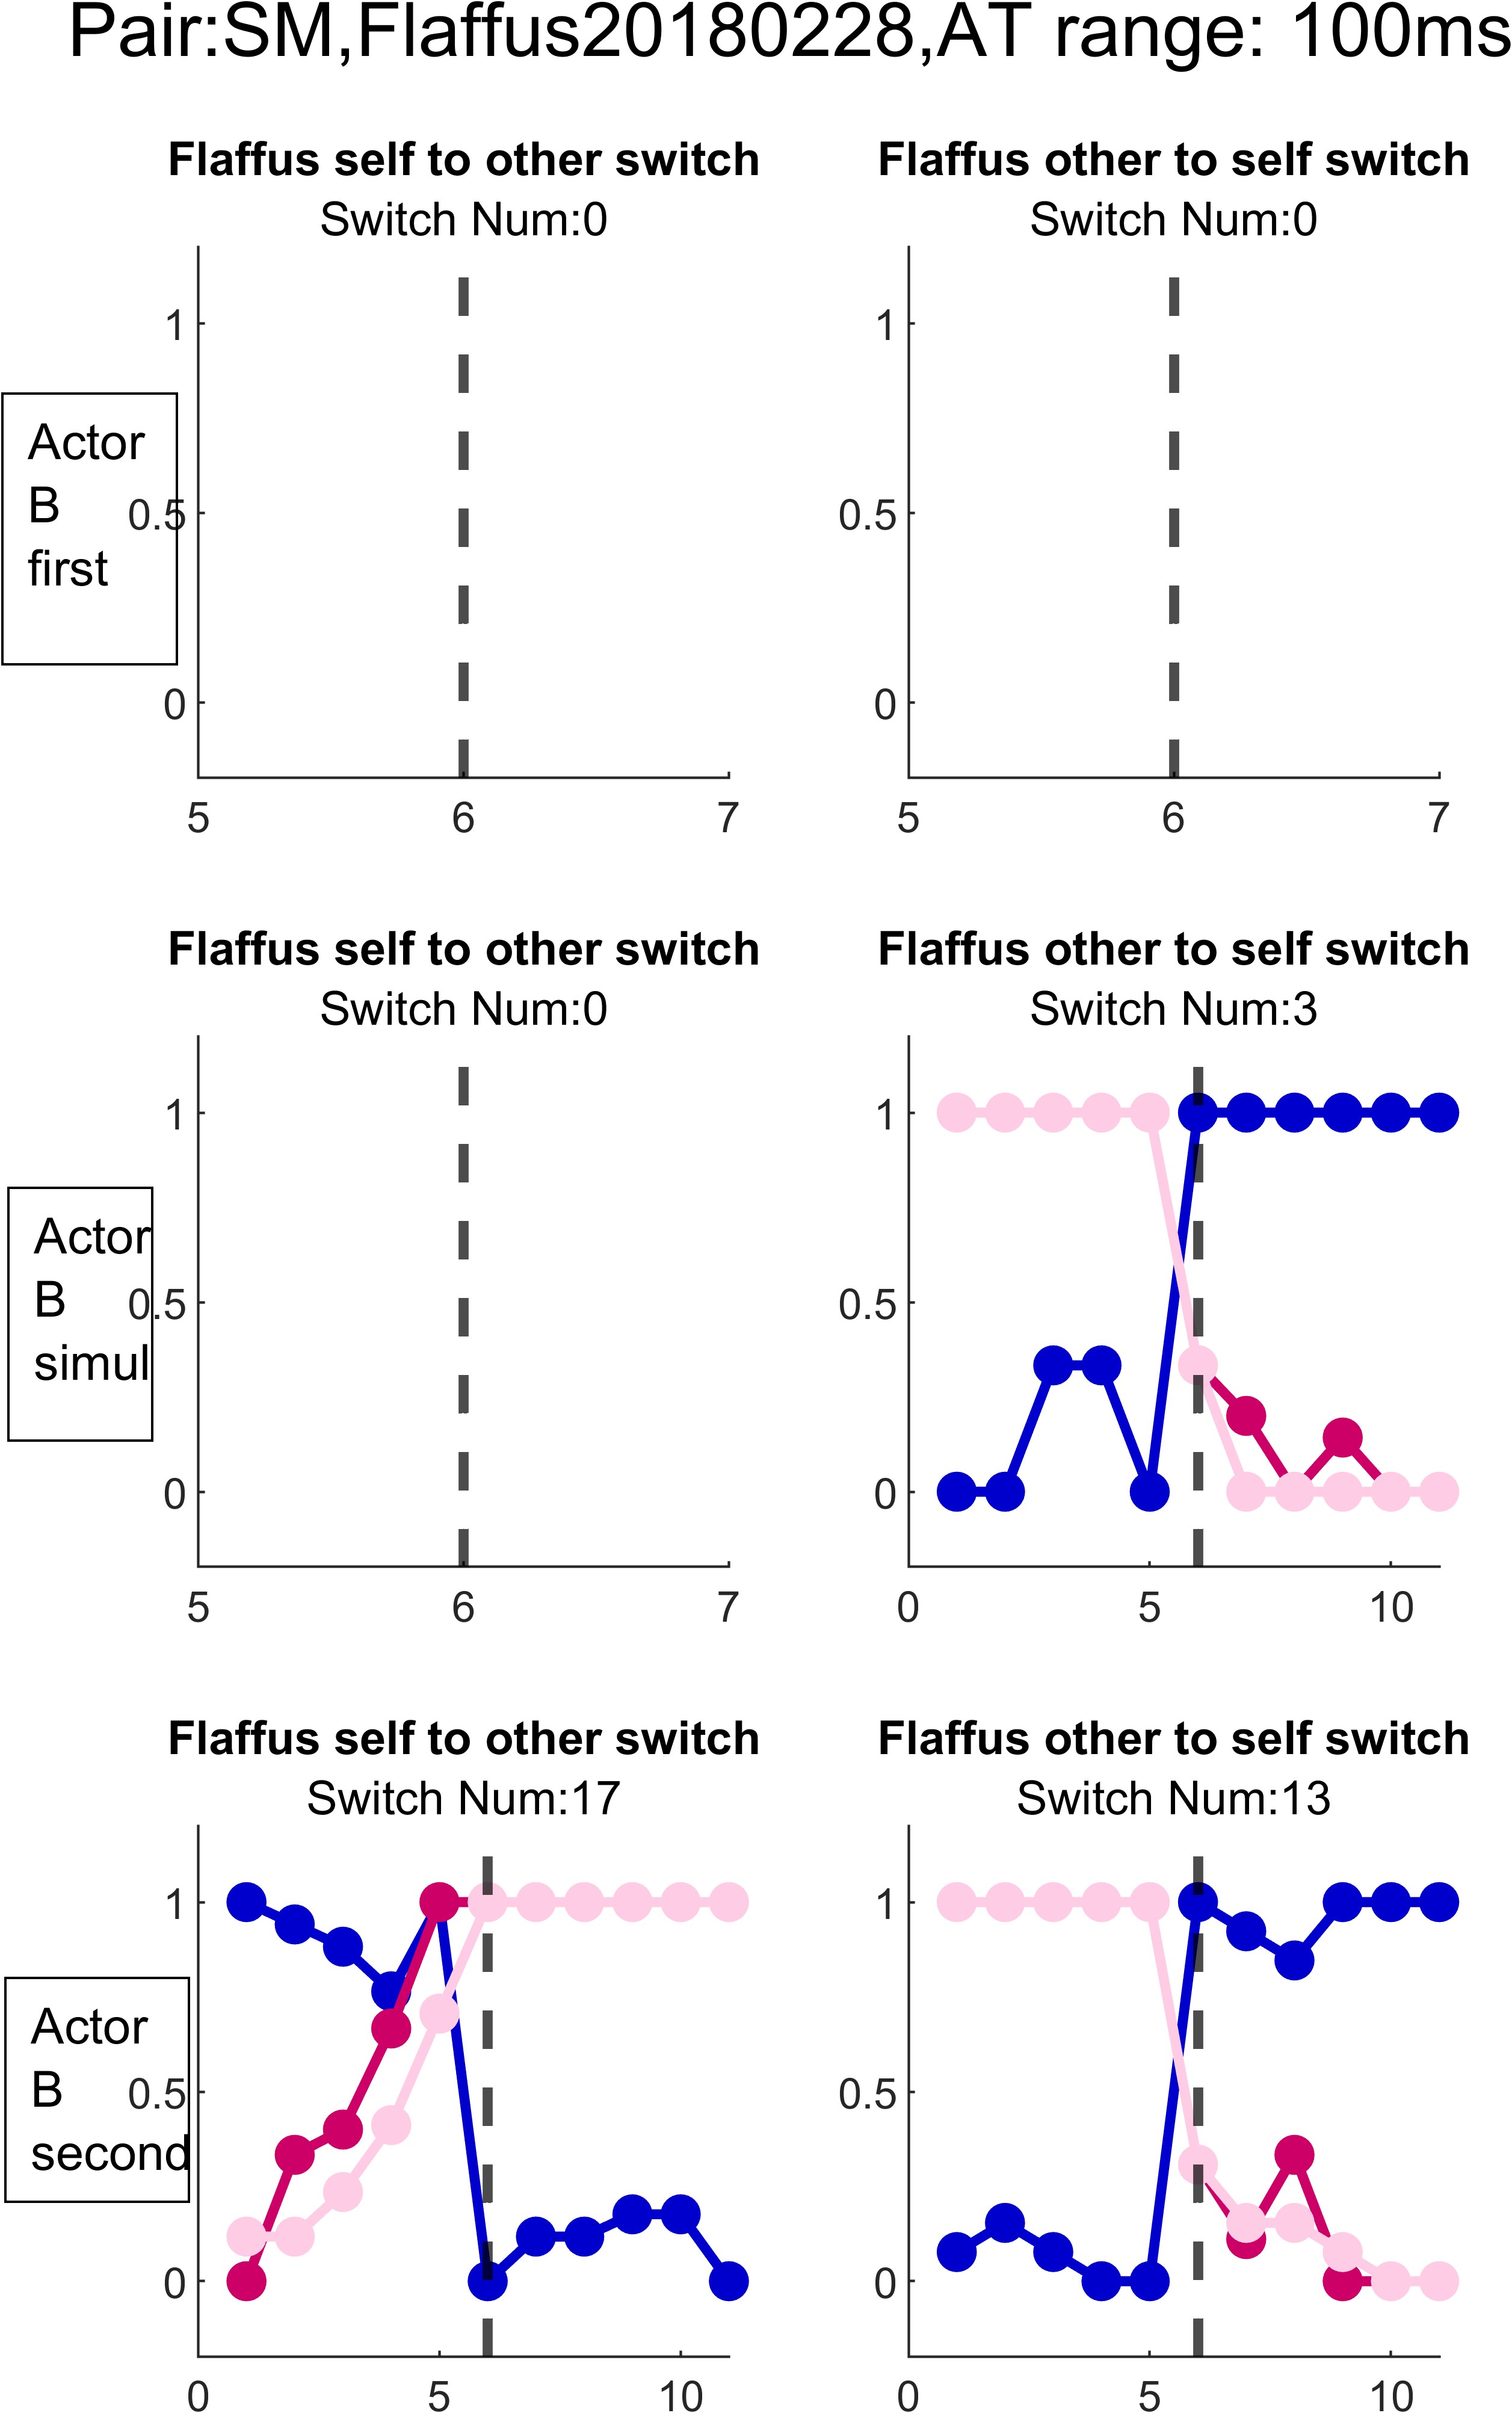 Pair:SM,Flaffus20180228,AT range: 100ms
Flaffus self to other switch
Switch Num:0
1
0.5
0
5 6 7
Flaffus other to self switch
Switch Num:0
1
0.5
0
5 6 7
Actor
B
first
Flaffus self to other switch
Switch Num:0
1
0.5
0
5 6 7
Flaffus other to self switch
Switch Num:3
1
0.5
0
0 5 10
Actor
B
simul
Flaffus self to other switch
Switch Num:17
1
0.5
0
0 5 10
Flaffus other to self switch
Switch Num:13
1
0.5
0
0 5 10
Actor
B
second